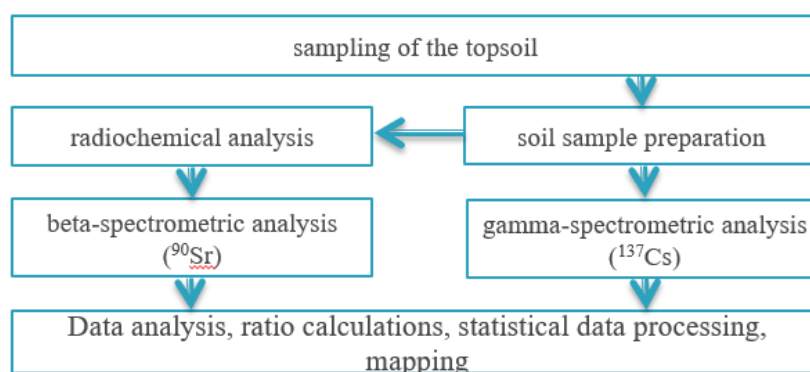 sampling of the topsoil
radiochemical analysis
soil sample preparation
beta-spectrometric analysis
(⁹⁰Sr)
gamma-spectrometric analysis
(¹³⁷Cs)
Data analysis, ratio calculations, statistical data processing,
mapping